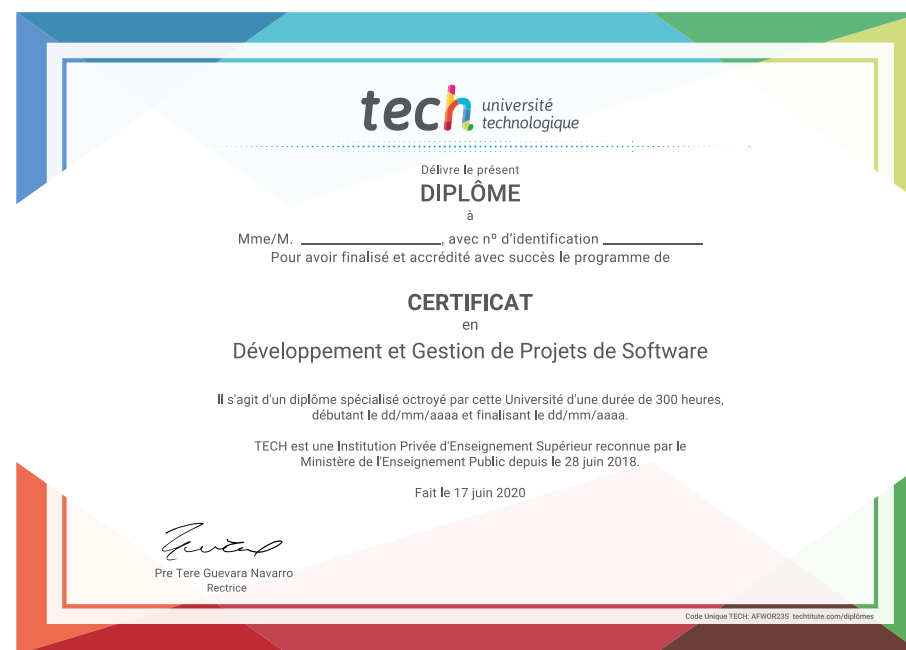 tech université
technologique
Délivre le présent
DIPLÔME
à
Mme/M. ____________________, avec nº d'identification ______________
Pour avoir finalisé et accrédité avec succès le programme de
CERTIFICAT
en
Développement et Gestion de Projets de Software
Il s'agit d'un diplôme spécialisé octroyé par cette Université d'une durée de 300 heures,
débutant le dd/mm/aaaa et finalisant le dd/mm/aaaa.
TECH est une Institution Privée d'Enseignement Supérieur reconnue par le
Ministère de l'Enseignement Public depuis le 28 juin 2018.
Fait le 17 juin 2020
Pre Tere Guevara Navarro
Rectrice
Code Unique TECH: AFWOR23S techtitute.com/diplômes